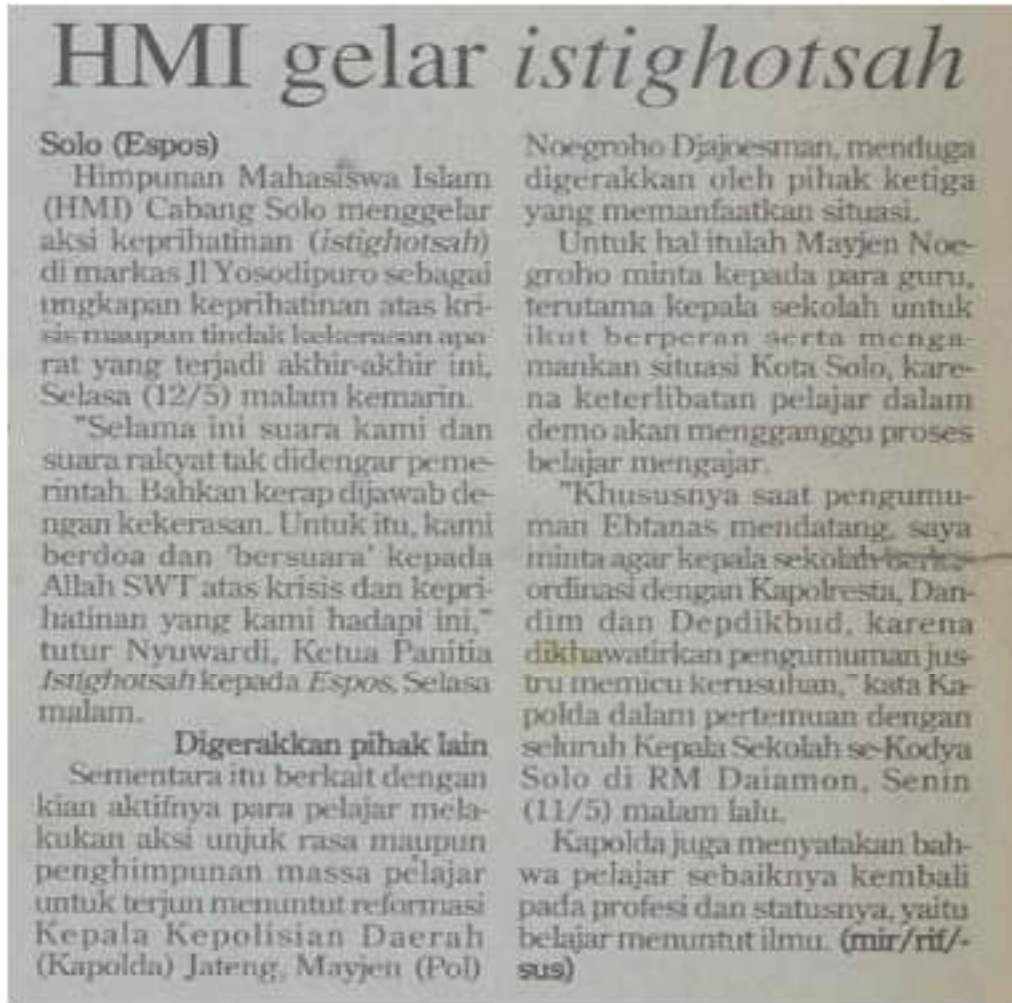 HMI gelar istighotsah
Solo (Espos)
Himpunan Mahasiswa Islam
(HMI) Cabang Solo menggelar
aksi keprihatinan (istighotsah)
di markas Jl Yosodipuro sebagai
ungkapan keprihatinan atas kri-
sis maupun tindak kekerasan apa-
rat yang terjadi akhir-akhir ini,
Selasa (12/5) malam kemarin.
"Selama ini suara kami dan
suara rakyat tak didengar peme-
rintah. Bahkan kerap dijawab de-
ngan kekerasan. Untuk itu, kami
berdoa dan 'bersuara' kepada
Allah SWT atas krisis dan kepri-
hatinan yang kami hadapi ini,"
tutur Nyuwardi, Ketua Panitia
Istighotsah kepada Espos, Selasa
malam.
Digerakkan pihak lain
Sementara itu berkait dengan
kian aktifnya para pelajar mela-
kukan aksi unjuk rasa maupun
penghimpunan massa pelajar
untuk terjun menuntut reformasi
Kepala Kepolisian Daerah
(Kapolda) Jateng, Mayjen (Pol)
Noegroho Djajoesman, menduga
digerakkan oleh pihak ketiga
yang memanfaatkan situasi.
Untuk hal itulah Mayjen Noe-
groho minta kepada para guru,
terutama kepala sekolah untuk
ikut berperan serta menga-
mankan situasi Kota Solo, kare-
na keterlibatan pelajar dalam
demo akan mengganggu proses
belajar mengajar.
"Khususnya saat pengumu-
man Ebtanas mendatang, saya
minta agar kepala sekolah berko-
ordinasi dengan Kapolresta, Dan-
dim dan Depdikbud, karena
dikhawatirkan pengumuman jus-
tru memicu kerusuhan," kata Ka-
polda dalam pertemuan dengan
seluruh Kepala Sekolah se-Kodya
Solo di RM Daiamon, Senin
(11/5) malam lalu.
Kapolda juga menyatakan bah-
wa pelajar sebaiknya kembali
pada profesi dan statusnya, yaitu
belajar menuntut ilmu. (mir/rif/-
sus)